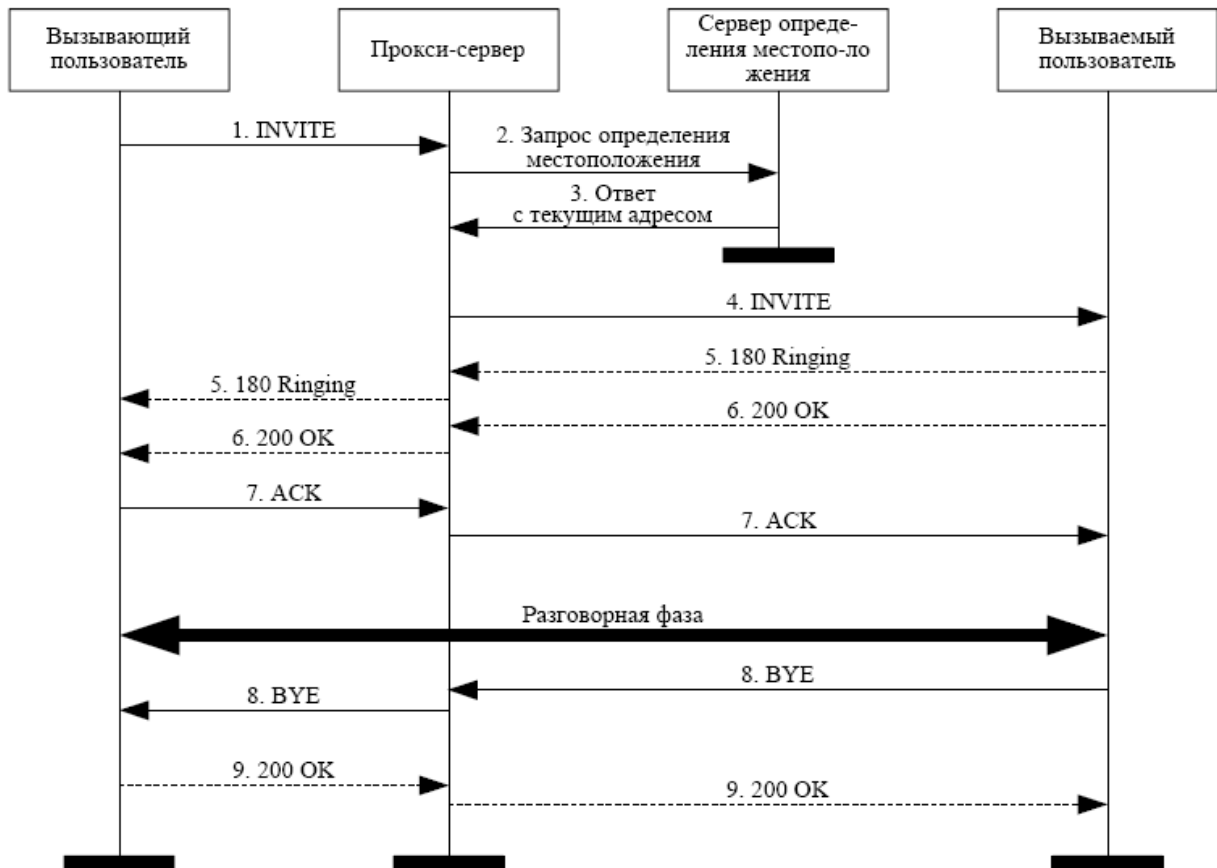 Вызывающий
пользователь
Прокси-сервер
Сервер опреде-
ления местопо-ло
жения
Вызываемый
пользователь
1. INVITE
2. Запрос определения
местоположения
3. Ответ
с текущим адресом
4. INVITE
5. 180 Ringing
5. 180 Ringing
6. 200 OK
6. 200 OK
7. ACK
7. ACK
Разговорная фаза
8. BYE
8. BYE
9. 200 OK
9. 200 OK